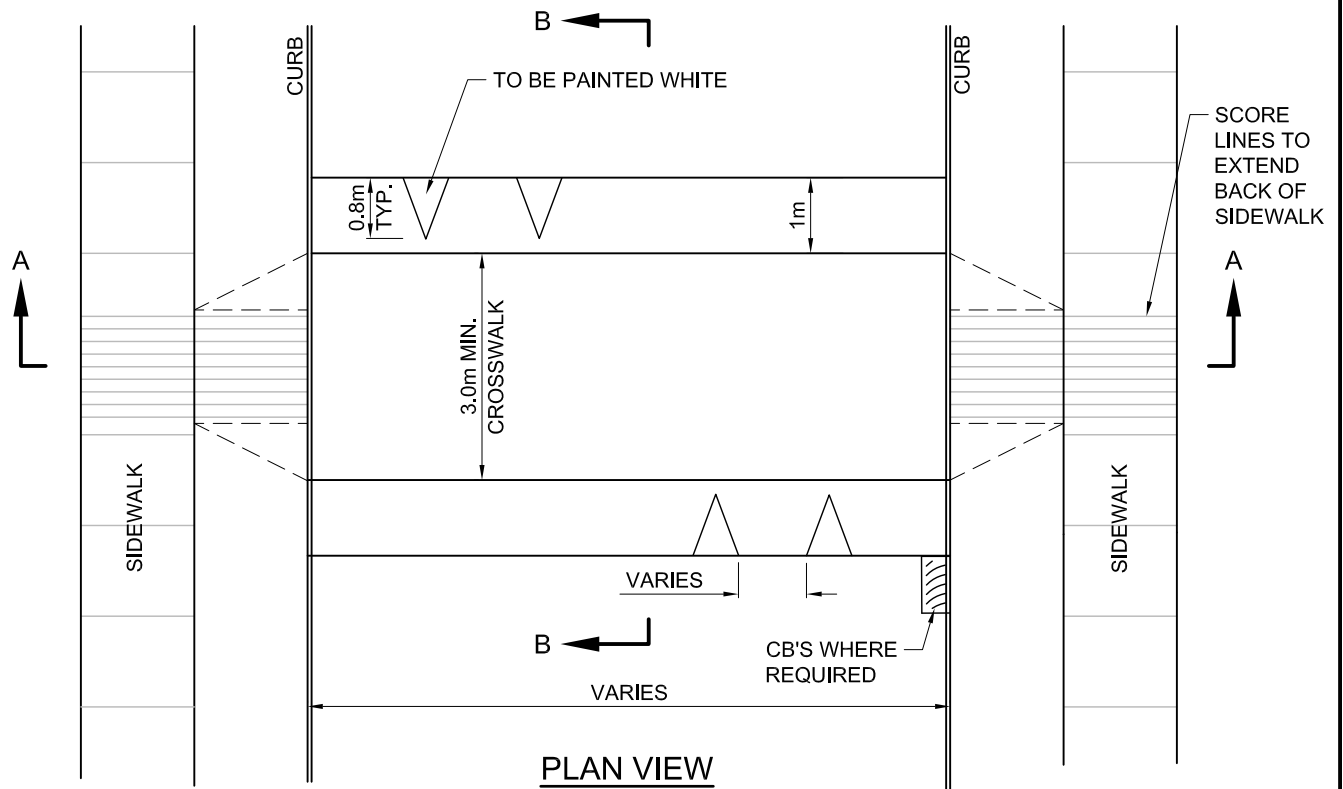 B
CURB
CURB
TO BE PAINTED WHITE
SCORE
LINES TO
EXTEND
BACK OF
SIDEWALK
0.8m
TYP.
1m
A
A
3.0m MIN.
CROSSWALK
SIDEWALK
SIDEWALK
VARIES
B
CB'S WHERE
REQUIRED
VARIES
PLAN VIEW